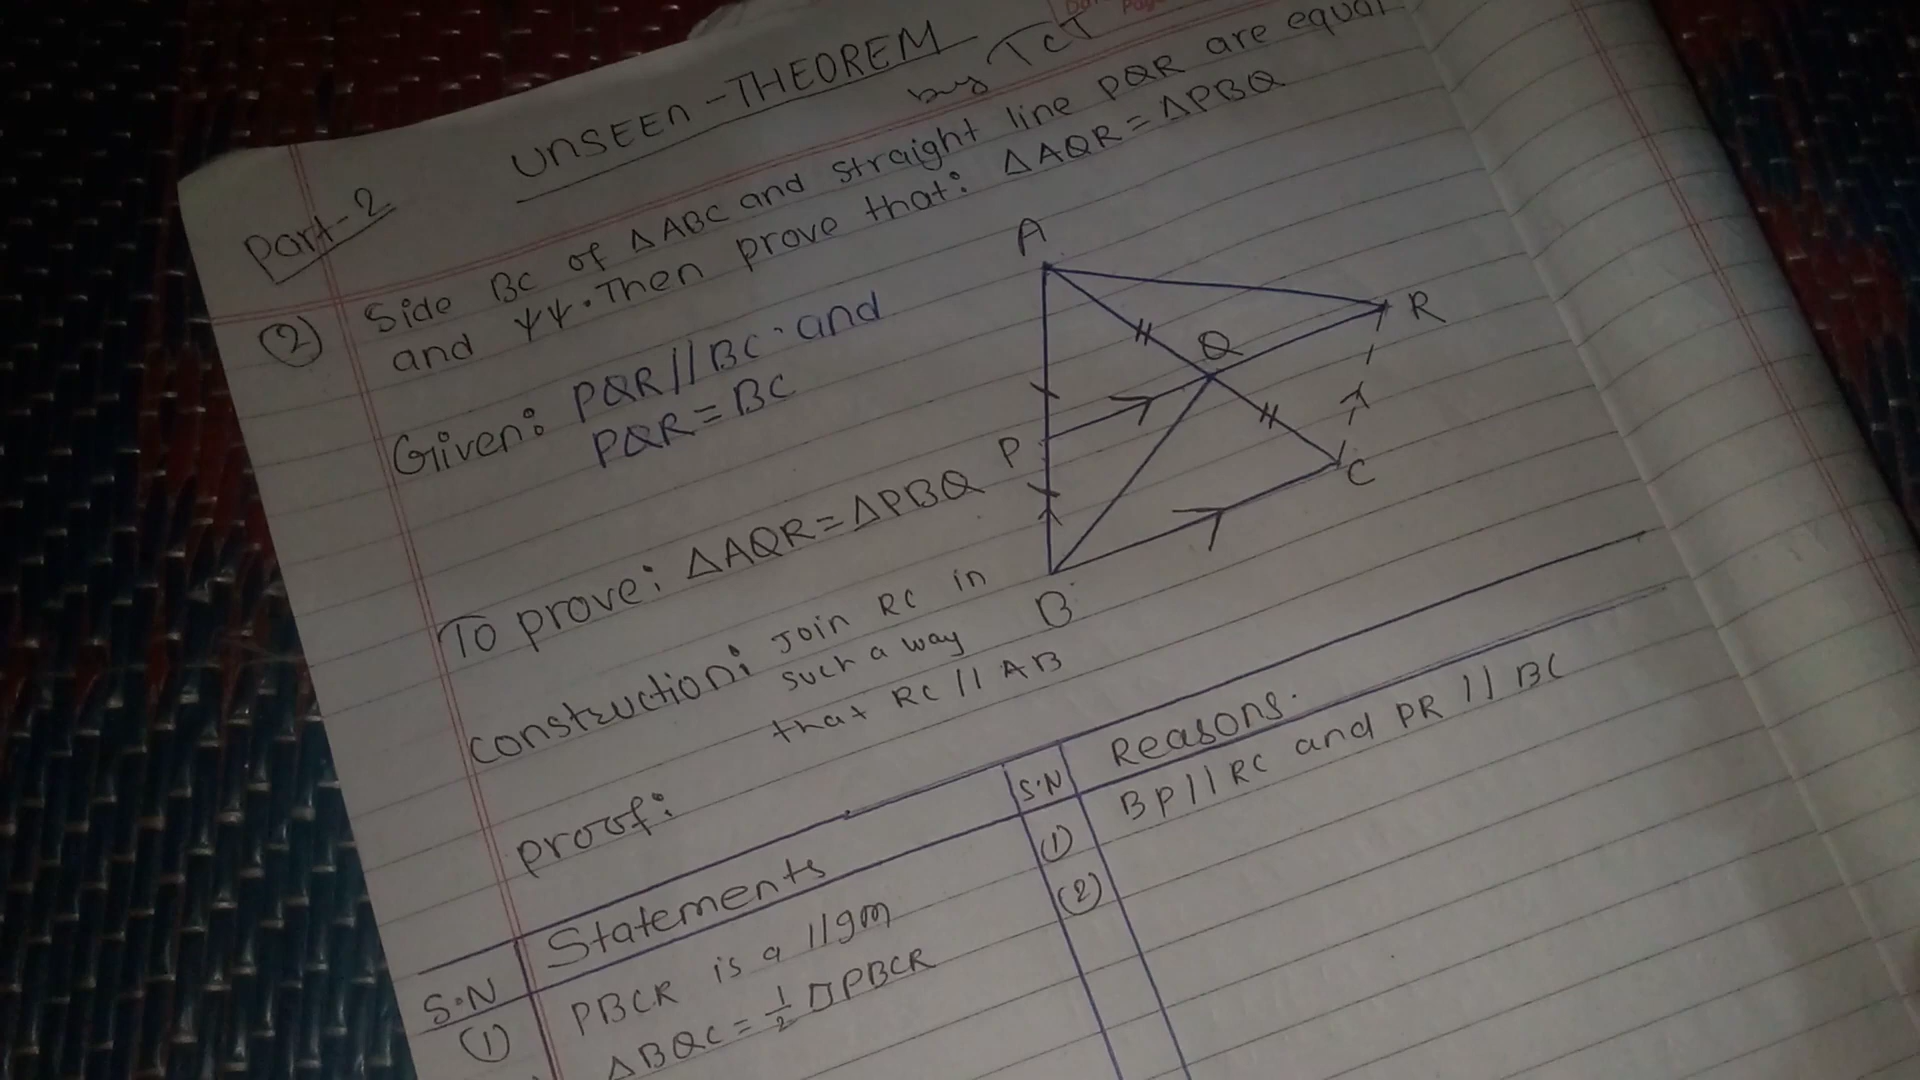 UNSEEn-THEOREM
by TCT
Part-2
(2) Side BC of ΔABC and straight line PQR are equal
and ΨΨ. Then prove that: ΔAQR = ΔPBQ
Given: PQR//BC. and
PQR = BC
To prove: ΔAQR = ΔPBQ
construction: Join RC in
such a way
that RC // AB
A
R
Q
P
C
B
proof:
S.N Statements S.N Reasons.
(1) PBCR is a //gm (1) BP//RC and PR // BC
ΔBQC = 1/2 ▱PBCR (2)